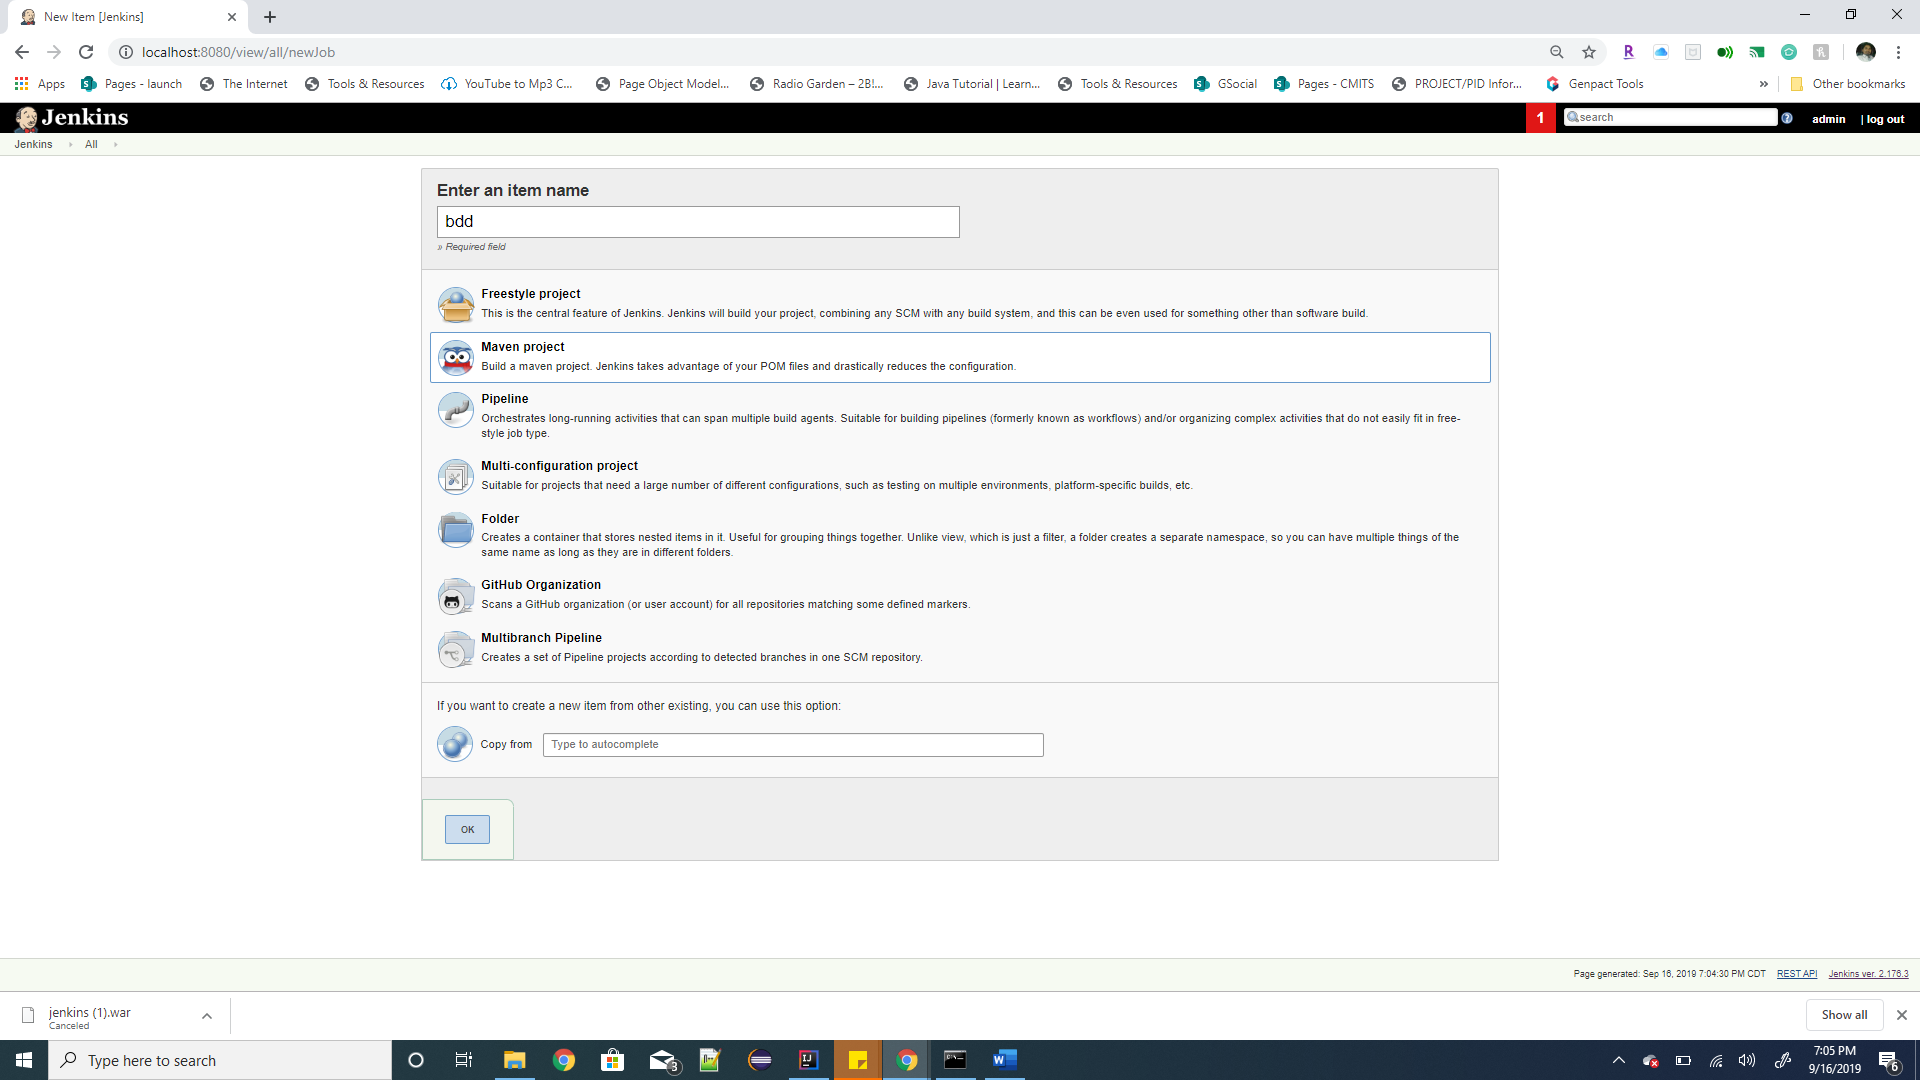 New Item [Jenkins]
localhost:8080/view/all/newJob
Apps Pages - launch The Internet Tools & Resources YouTube to Mp3 C... Page Object Model... Radio Garden – 2B!... Java Tutorial | Learn... Tools & Resources GSocial Pages - CMITS PROJECT/PID Infor... Genpact Tools » Other bookmarks
Jenkins 1 search admin | log out
Jenkins All
Enter an item name
bdd
» Required field
Freestyle project
This is the central feature of Jenkins. Jenkins will build your project, combining any SCM with any build system, and this can be even used for something other than software build.
Maven project
Build a maven project. Jenkins takes advantage of your POM files and drastically reduces the configuration.
Pipeline
Orchestrates long-running activities that can span multiple build agents. Suitable for building pipelines (formerly known as workflows) and/or organizing complex activities that do not easily fit in free-
style job type.
Multi-configuration project
Suitable for projects that need a large number of different configurations, such as testing on multiple environments, platform-specific builds, etc.
Folder
Creates a container that stores nested items in it. Useful for grouping things together. Unlike view, which is just a filter, a folder creates a separate namespace, so you can have multiple things of the
same name as long as they are in different folders.
GitHub Organization
Scans a GitHub organization (or user account) for all repositories matching some defined markers.
Multibranch Pipeline
Creates a set of Pipeline projects according to detected branches in one SCM repository.
If you want to create a new item from other existing, you can use this option:
Copy from Type to autocomplete
OK
Page generated: Sep 16, 2019 7:04:30 PM CDT REST API Jenkins ver. 2.176.3
jenkins (1).war
Canceled
Show all
Type here to search
3
7:05 PM
9/16/2019
6